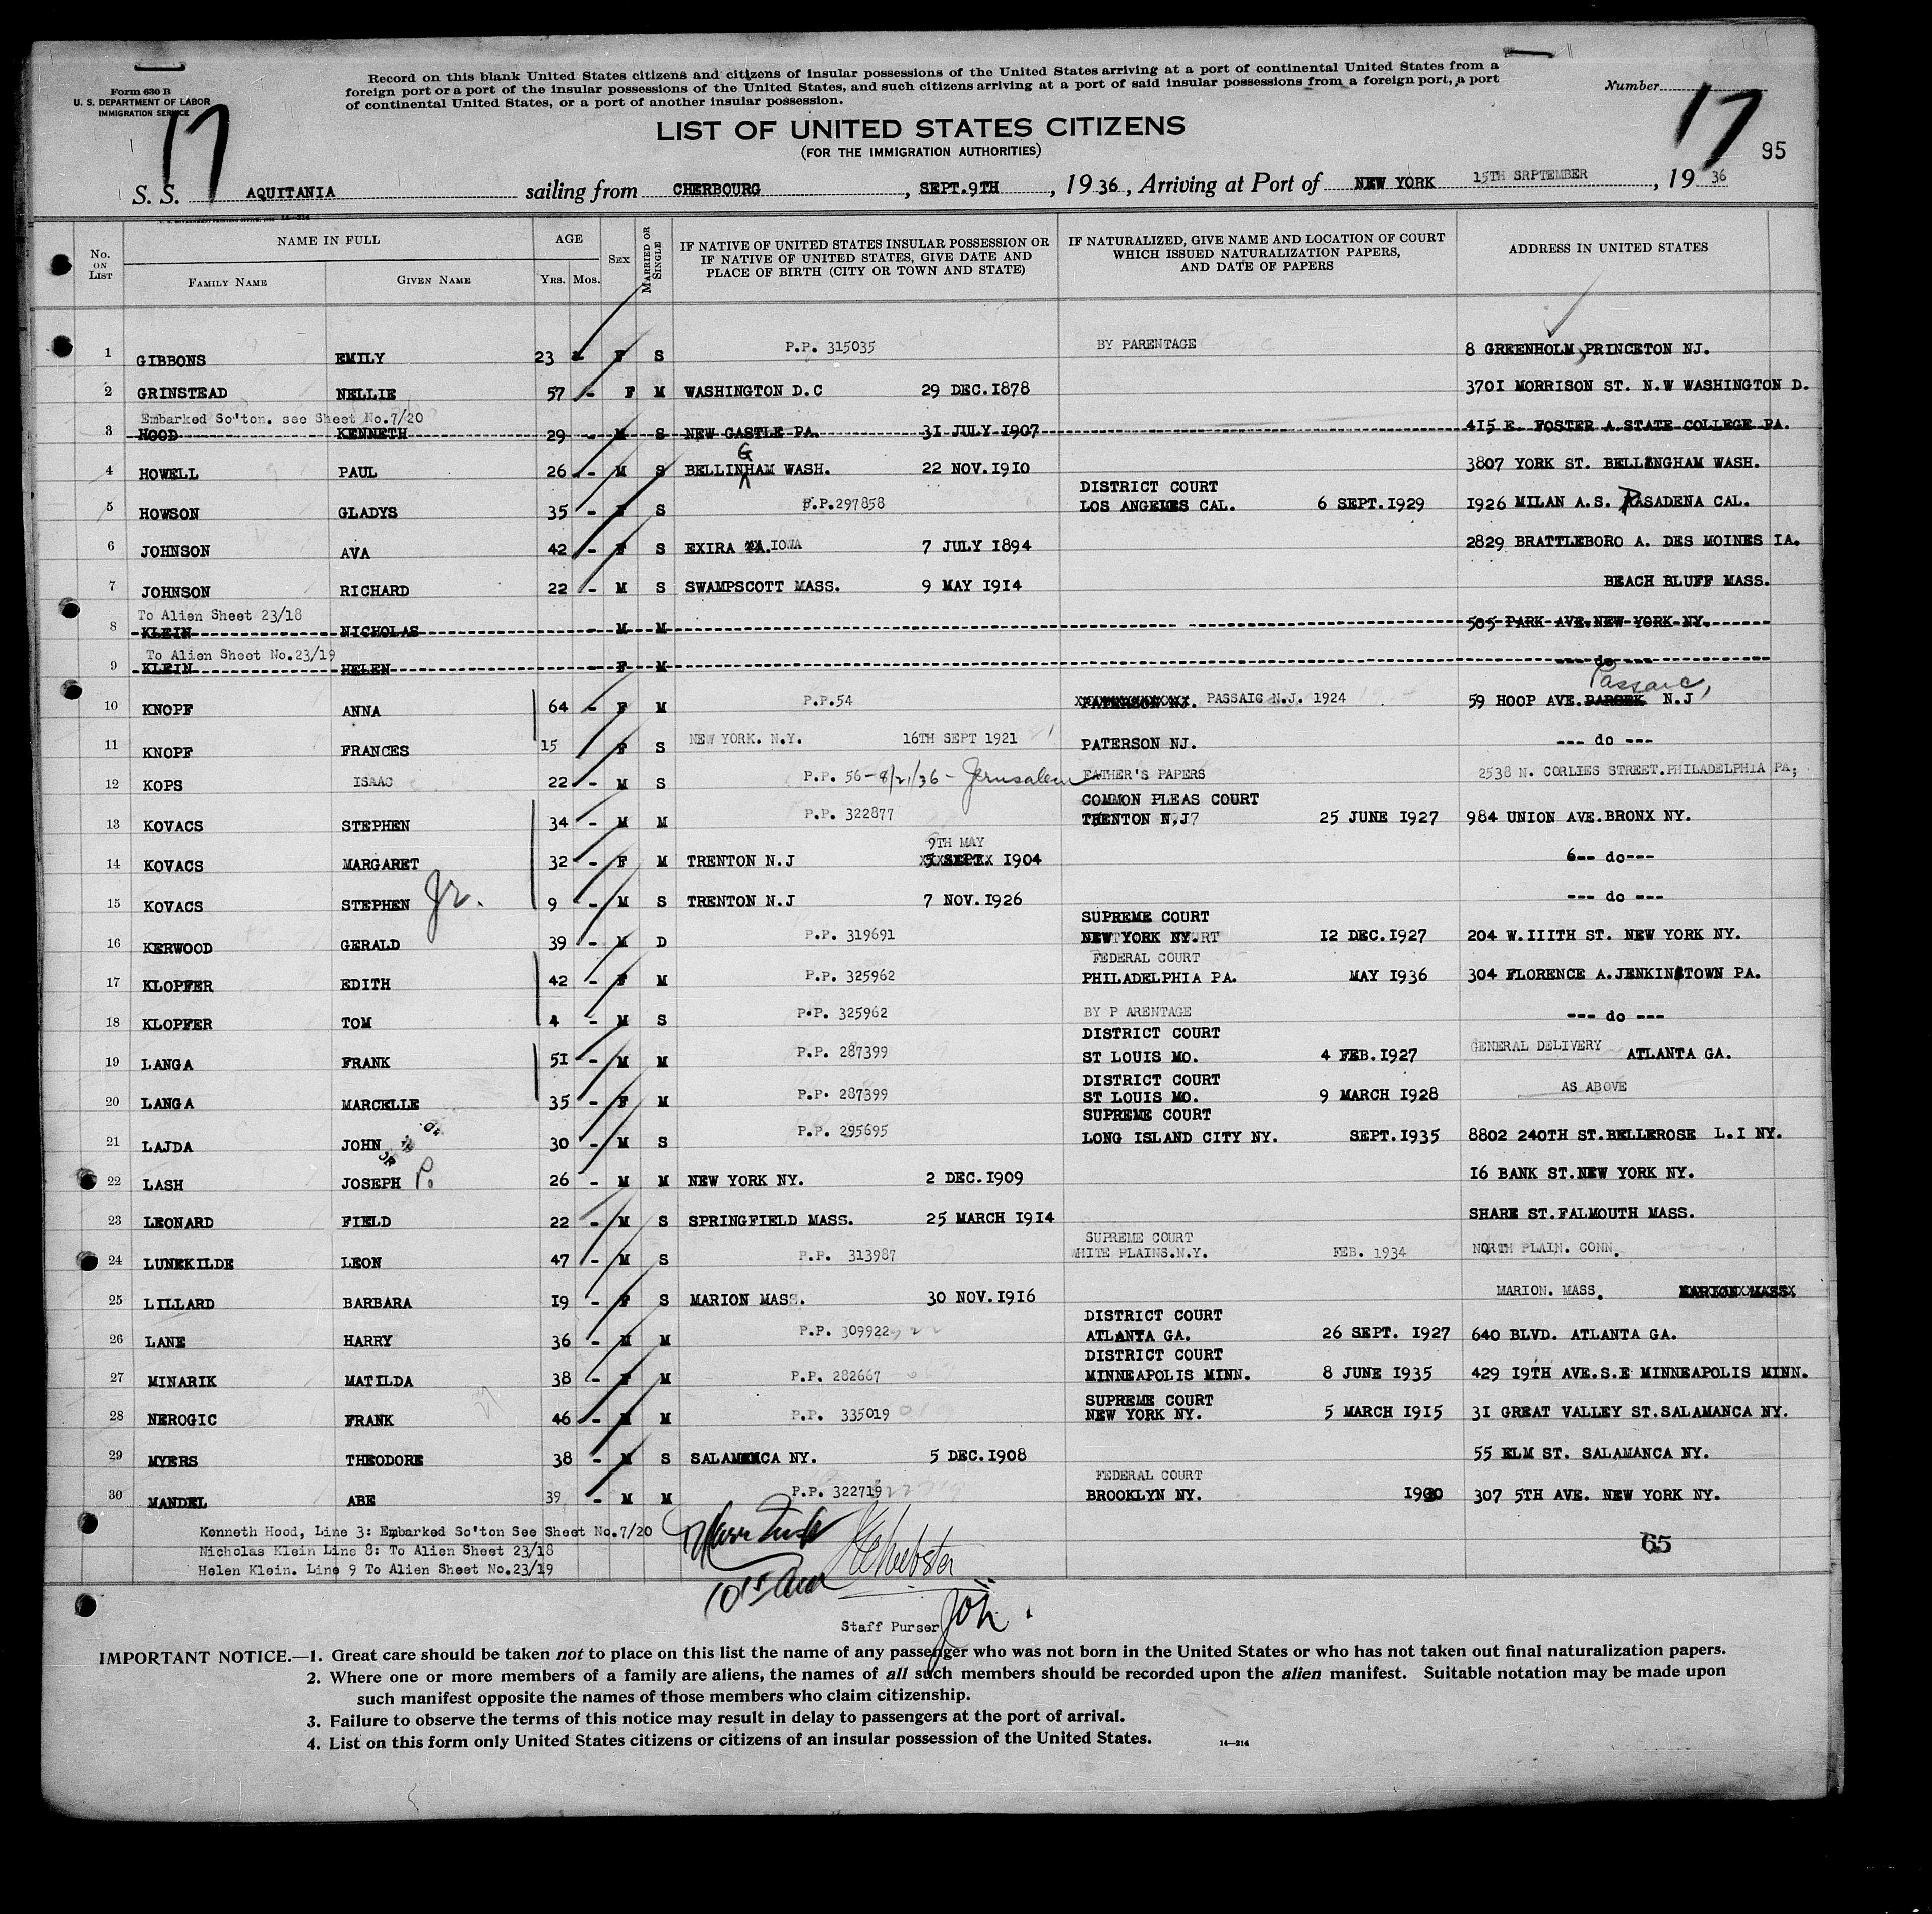 Form 630 B
U. S. DEPARTMENT OF LABOR
IMMIGRATION SERVICE
Record on this blank United States citizens and citizens of insular possessions of the United States arriving at a port of continental United States from a
foreign port or a port of the insular possessions of the United States, and such citizens arriving at a port of said insular possessions from a foreign port, a port
of continental United States, or a port of another insular possession.
Number
17
17
95
LIST OF UNITED STATES CITIZENS
(FOR THE IMMIGRATION AUTHORITIES)
S. S. AQUITANIA sailing from CHERBOURG, SEPT.9TH, 1936, Arriving at Port of NEW YORK 15TH SRPTEMBER, 1936
No. ON LIST NAME IN FULL FAMILY NAME GIVEN NAME AGE YRS. MOS. SEX MARRIED OR SINGLE IF NATIVE OF UNITED STATES INSULAR POSSESSION OR IF NATIVE OF UNITED STATES, GIVE DATE AND PLACE OF BIRTH (CITY OR TOWN AND STATE) IF NATURALIZED, GIVE NAME AND LOCATION OF COURT WHICH ISSUED NATURALIZATION PAPERS, AND DATE OF PAPERS ADDRESS IN UNITED STATES
1 GIBBONS EMILY 23 - F S P.P. 315035 BY PARENTAGE 8 GREENHOLM, PRINCETON NJ.
2 GRINSTEAD NELLIE 57 - F M WASHINGTON D.C 29 DEC.1878 3701 MORRISON ST. N.W WASHINGTON D.
Embarked So'ton. see Sheet No.7/20
3 HOOD KENNETH 29 - M S NEW CASTLE PA. 31 JULY 1907 415 E. FOSTER A STATE COLLEGE PA.
4 HOWELL PAUL 26 - M S BELLINGHAM WASH. 22 NOV.1910 3807 YORK ST. BELLINGHAM WASH.
DISTRICT COURT
5 HOWSON GLADYS 35 - F S P.P.297858 LOS ANGELES CAL. 6 SEPT.1929 1926 MILAN A.S. PASADENA CAL.
6 JOHNSON AVA 42 - F S EXIRA IOWA 7 JULY 1894 2829 BRATTLEBORO A. DES MOINES IA.
7 JOHNSON RICHARD 22 - M S SWAMPSCOTT MASS. 9 MAY 1914 BEACH BLUFF MASS.
To Alien Sheet 23/18
8 KLEIN NICHOLAS - M M 505 PARK AVE.NEW YORK NY.
To Alien Sheet No.23/19
9 KLEIN HELEN - F M --- do ---
Passaic,
10 KNOPF ANNA 64 - F M P.P.54 PATERSON NJ. PASSAIC N.J. 1924 59 HOOP AVE. N.J
11 KNOPF FRANCES 15 F S NEW YORK. N.Y. 16TH SEPT 1921 PATERSON NJ. --- do ---
12 KOPS ISAAC 22 - M S P.P. 56 - 8/21/36 - Jerusalem FATHER'S PAPERS 2538 N. CORLIES STREET.PHILADELPHIA PA;
COMMON PLEAS COURT
13 KOVACS STEPHEN 34 - M M P.P. 322877 TRENTON N,J7 25 JUNE 1927 984 UNION AVE.BRONX NY.
9TH MAY
14 KOVACS MARGARET 32 - F M TRENTON N.J 5 SEPT. 1904 6-- do---
15 KOVACS STEPHEN Jr. 9 - M S TRENTON N.J 7 NOV.1926 --- do ---
SUPREME COURT
16 KERWOOD GERALD 39 - M D P.P. 319691 NEW YORK NY. 12 DEC.1927 204 W.111TH ST. NEW YORK NY.
FEDERAL COURT
17 KLOPFER EDITH 42 - F M P.P. 325962 PHILADELPHIA PA. MAY 1936 304 FLORENCE A.JENKINTOWN PA.
18 KLOPFER TOM 4 - M S P.P. 325962 BY P ARENTAGE --- do ---
DISTRICT COURT
19 LANGA FRANK 51 - M M P.P. 287399 ST LOUIS MO. 4 FEB.1927 GENERAL DELIVERY ATLANTA GA.
DISTRICT COURT
20 LANGA MARCELLE 35 - F M P.P. 287399 ST LOUIS MO. 9 MARCH 1928 AS ABOVE
SUPREME COURT
21 LAJDA JOHN JR 30 - M S P.P. 295695 LONG ISLAND CITY NY. SEPT.1935 8802 240TH ST.BELLEROSE L.I NY.
22 LASH JOSEPH P. 26 - M M NEW YORK NY. 2 DEC.1909 16 BANK ST.NEW YORK NY.
23 LEONARD FIELD 22 - M S SPRINGFIELD MASS. 25 MARCH 1914 SHARE ST.FALMOUTH MASS.
SUPREME COURT
24 LUNEKILDE LEON 47 - M S P.P. 313987 WHITE PLAINS.N.Y. FEB. 1934 NORTH PLAIN. CONN.
25 LILLARD BARBARA 19 - F S MARION MASS. 30 NOV.1916 MARION. MASS. MARION MASS.
DISTRICT COURT
26 LANE HARRY 36 - M M P.P. 309922 ATLANTA GA. 26 SEPT. 1927 640 BLVD. ATLANTA GA.
DISTRICT COURT
27 MINARIK MATILDA 38 - F M P.P. 282667 MINNEAPOLIS MINN. 8 JUNE 1935 429 19TH AVE.S.E MINNEAPOLIS MINN.
SUPREME COURT
28 NEROGIC FRANK 46 - M M P.P. 335019 NEW YORK NY. 5 MARCH 1915 31 GREAT VALLEY ST.SALAMANCA NY.
29 MYERS THEODORE 38 - M S SALAMANCA NY. 5 DEC.1908 55 ELM ST. SALAMANCA NY.
FEDERAL COURT
30 MANDEL ABE 39 - M M P.P. 322719 BROOKLYN NY. 1930 307 5TH AVE. NEW YORK NY.
Kenneth Hood, Line 3: Embarked So'ton See Sheet No.7/20
Nicholas Klein Line 8: To Alien Sheet 23/18
Helen Klein. Line 9 To Alien Sheet No.23/19
65
Staff Purser
IMPORTANT NOTICE.—1. Great care should be taken not to place on this list the name of any passenger who was not born in the United States or who has not taken out final naturalization papers.
2. Where one or more members of a family are aliens, the names of all such members should be recorded upon the alien manifest. Suitable notation may be made upon
such manifest opposite the names of those members who claim citizenship.
3. Failure to observe the terms of this notice may result in delay to passengers at the port of arrival.
4. List on this form only United States citizens or citizens of an insular possession of the United States.
14—214